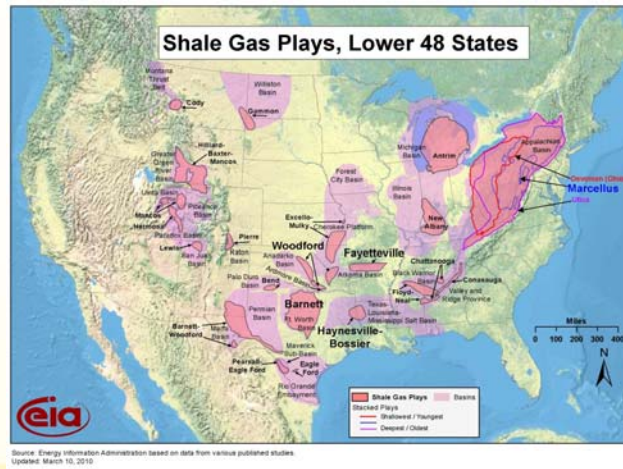 Shale Gas Plays, Lower 48 States
Montana
Thrust
Belt
Cody
Williston
Basin
Gammon
Hilliard-
Baxter-
Mancos
Greater
Green
River
Basin
Uinta Basin
Piceance
Basin
Mancos
Hermosa
Paradox Basin
Lewis
San Juan
Basin
Pierre
Raton
Basin
Palo Duro
Basin
Anadarko
Basin
Woodford
Excello-
Mulky
Cherokee Platform
Forest
City Basin
Illinois
Basin
Michigan
Basin
Antrim
New
Albany
Appalachian
Basin
Devonian
Marcellus
Utica
Fayetteville
Arkoma Basin
Ardmore Basin
Bend
Chattanooga
Black Warrior
Basin
Conasauga
Floyd-
Neal
Valley and
Ridge Province
Permian
Basin
Barnett
Ft. Worth
Basin
Barnett-
Woodford
Marfa
Basin
Haynesville-
Bossier
Texas-
Louisiana-
Mississippi Salt Basin
Maverick
Sub-Basin
Pearsall-
Eagle Ford
Eagle
Ford
Rio Grande
Embayment
Miles
0 100 200 300 400
N
Shale Gas Plays
Basins
Stacked Plays
Shallowest / Youngest
Deepest / Oldest
eia
Source: Energy Information Administration based on data from various published studies.
Updated: March 10, 2010